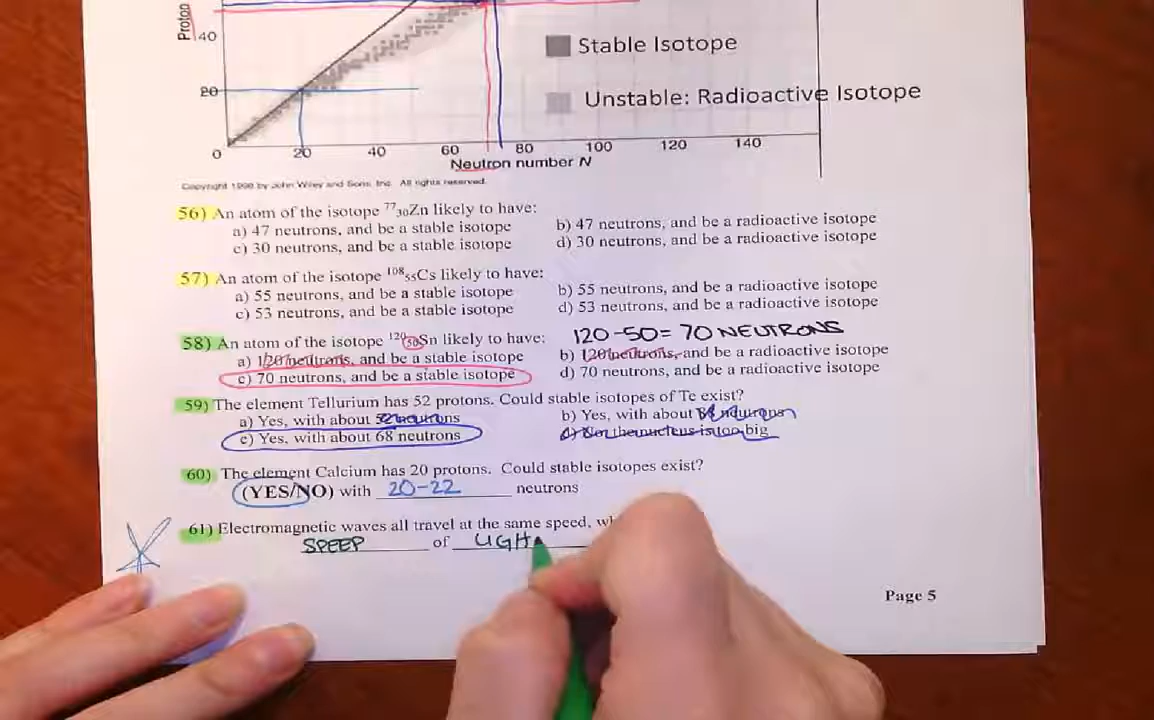 Proton
40
20
0
20
40
60
80
100
120
140
Neutron number N
Stable Isotope
Unstable: Radioactive Isotope
Copyright 1998 by John Wiley and Sons, Inc. All rights reserved.
56) An atom of the isotope ⁷⁷₃₀Zn likely to have:
a) 47 neutrons, and be a stable isotope b) 47 neutrons, and be a radioactive isotope
c) 30 neutrons, and be a stable isotope d) 30 neutrons, and be a radioactive isotope
57) An atom of the isotope ¹⁰⁸₅₅Cs likely to have:
a) 55 neutrons, and be a stable isotope b) 55 neutrons, and be a radioactive isotope
c) 53 neutrons, and be a stable isotope d) 53 neutrons, and be a radioactive isotope
58) An atom of the isotope ¹²⁰₅₀Sn likely to have: 120-50= 70 NEUTRONS
a) 120 neutrons, and be a stable isotope b) 120 neutrons, and be a radioactive isotope
c) 70 neutrons, and be a stable isotope d) 70 neutrons, and be a radioactive isotope
59) The element Tellurium has 52 protons. Could stable isotopes of Te exist?
a) Yes, with about 52 neutrons b) Yes, with about neutrons
c) Yes, with about 68 neutrons d) No the nucleus is too big
60) The element Calcium has 20 protons. Could stable isotopes exist?
(YES/NO) with 20-22 neutrons
61) Electromagnetic waves all travel at the same speed,
SPEED of LIGH
Page 5